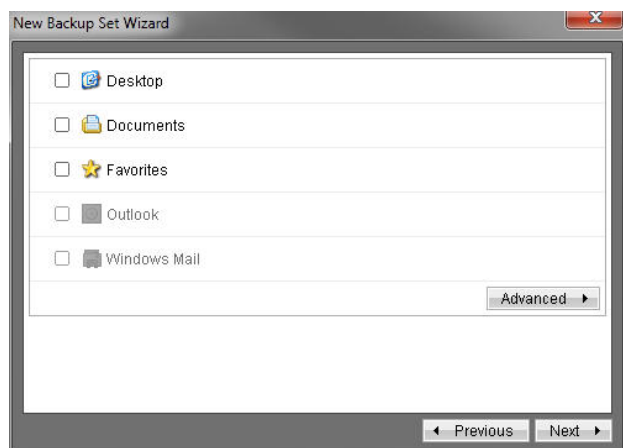 New Backup Set Wizard
Desktop
Documents
Favorites
Outlook
Windows Mail
Advanced
Previous
Next